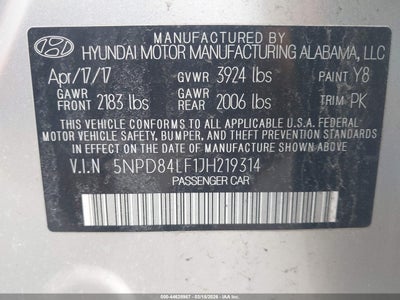 MANUFACTURED BY
HYUNDAI MOTOR MANUFACTURING ALABAMA, LLC
Apr/17/17 GVWR 3924 lbs PAINT Y8
GAWR FRONT 2183 lbs GAWR REAR 2006 lbs TRIM PK
THIS VEHICLE CONFORMS TO ALL APPLICABLE U.S.A. FEDERAL
MOTOR VEHICLE SAFETY, BUMPER, AND THEFT PREVENTION STANDARDS
IN EFFECT ON THE DATE OF MANUFACTURE SHOWN ABOVE.
V.I.N 5NPD84LF1JH219314
PASSENGER CAR